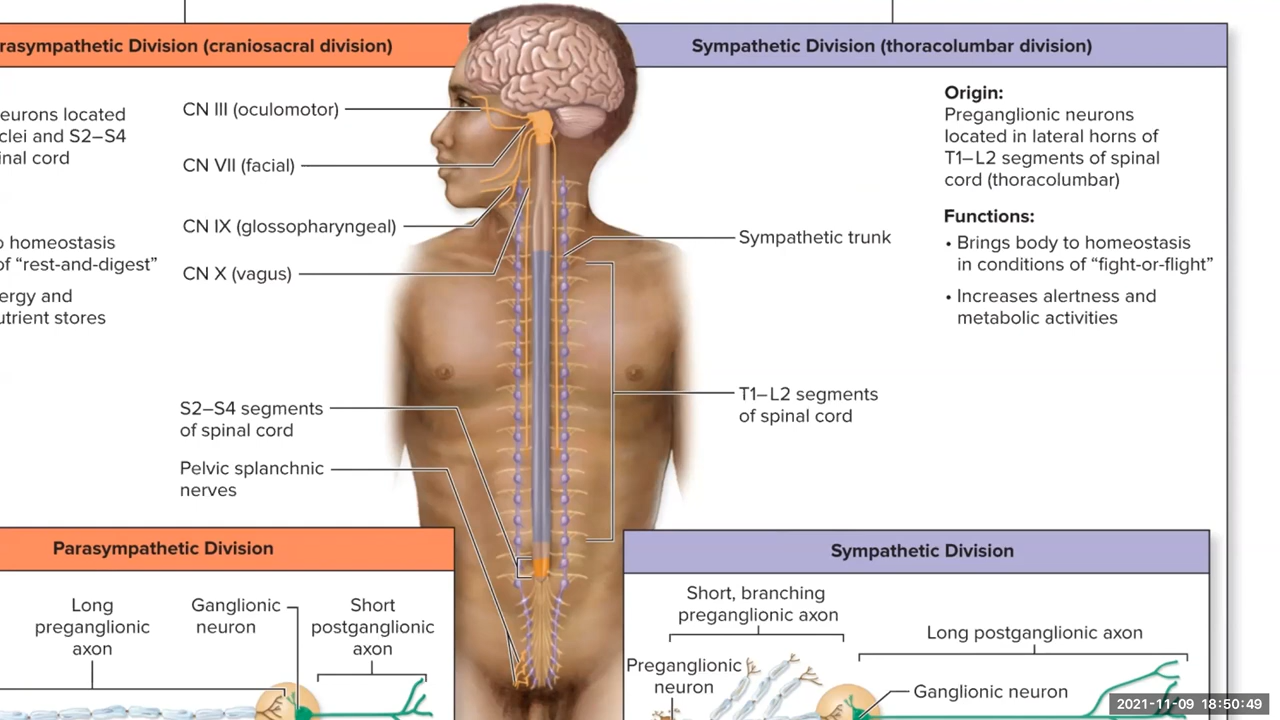 rasympathetic Division (craniosacral division)
Sympathetic Division (thoracolumbar division)
eurons located
clei and S2–S4
inal cord
o homeostasis
of “rest-and-digest”
ergy and
utrient stores
CN III (oculomotor)
CN VII (facial)
CN IX (glossopharyngeal)
CN X (vagus)
S2–S4 segments
of spinal cord
Pelvic splanchnic
nerves
Sympathetic trunk
T1–L2 segments
of spinal cord
Origin:
Preganglionic neurons
located in lateral horns of
T1–L2 segments of spinal
cord (thoracolumbar)
Functions:
• Brings body to homeostasis
in conditions of “fight-or-flight”
• Increases alertness and
metabolic activities
Parasympathetic Division
Long
preganglionic
axon
Ganglionic
neuron
Short
postganglionic
axon
Sympathetic Division
Short, branching
preganglionic axon
Long postganglionic axon
Preganglionic
neuron
Ganglionic neuron
2021-11-09 18:50:49